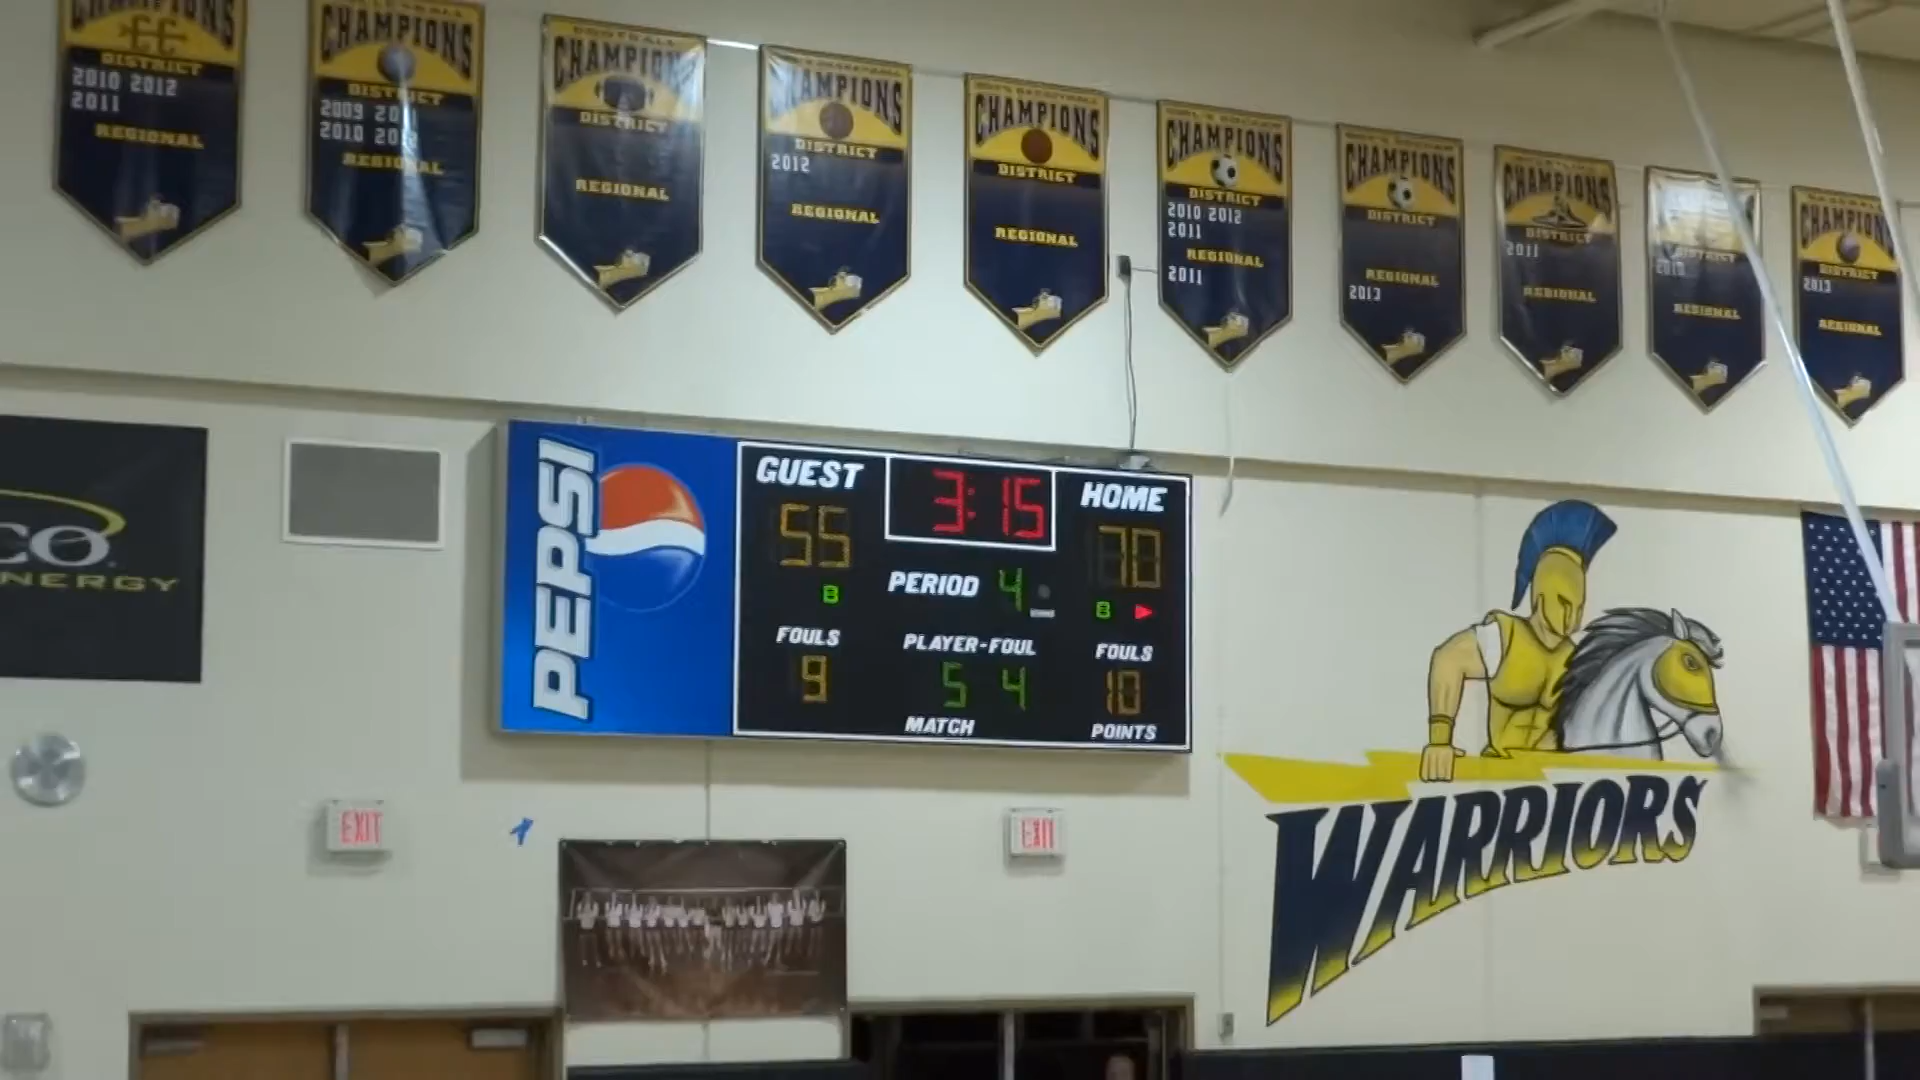 CHAMPIONS
DISTRICT
2010 2012
2011
REGIONAL
CHAMPIONS
DISTRICT
2009
2010
REGIONAL
CHAMPIONS
DISTRICT
REGIONAL
CHAMPIONS
DISTRICT
2012
REGIONAL
CHAMPIONS
DISTRICT
REGIONAL
CHAMPIONS
DISTRICT
2010 2012
2011
REGIONAL
2011
CHAMPIONS
DISTRICT
REGIONAL
2013
CHAMPIONS
DISTRICT
2011
REGIONAL
DISTRICT
REGIONAL
CHAMPIONS
DISTRICT
2013
REGIONAL
CO
NERGY
PEPSI
GUEST 3:15 HOME
55 70
PERIOD 4
B B
FOULS PLAYER-FOUL FOULS
9 5 4 10
MATCH POINTS
EXIT
EXIT
WARRIORS